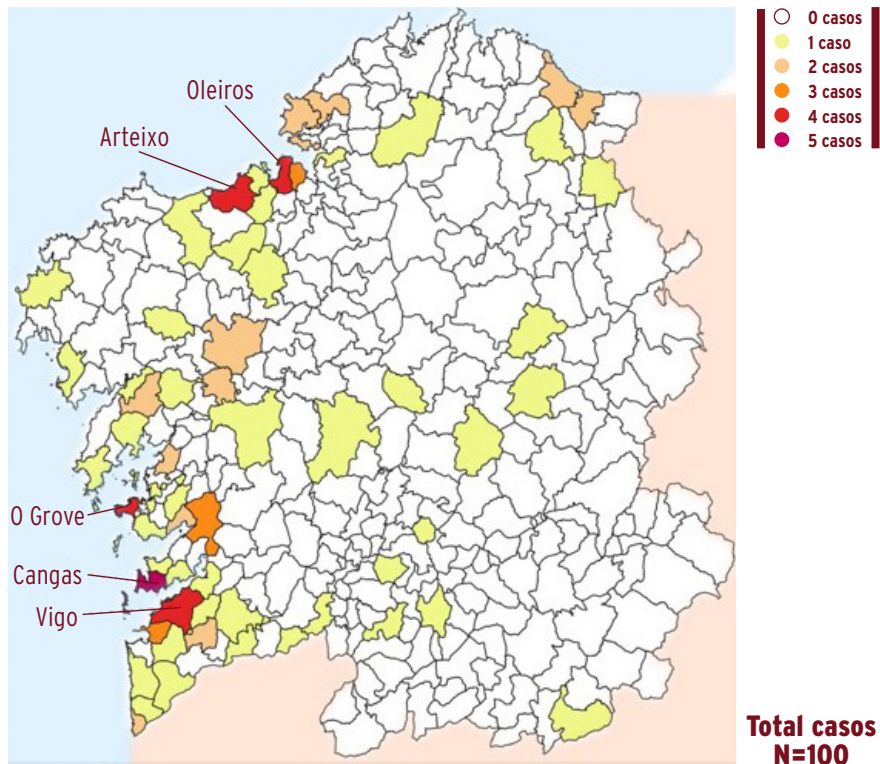 0 casos
1 caso
2 casos
3 casos
4 casos
5 casos
Oleiros
Arteixo
O Grove
Cangas
Vigo
Total casos
N=100